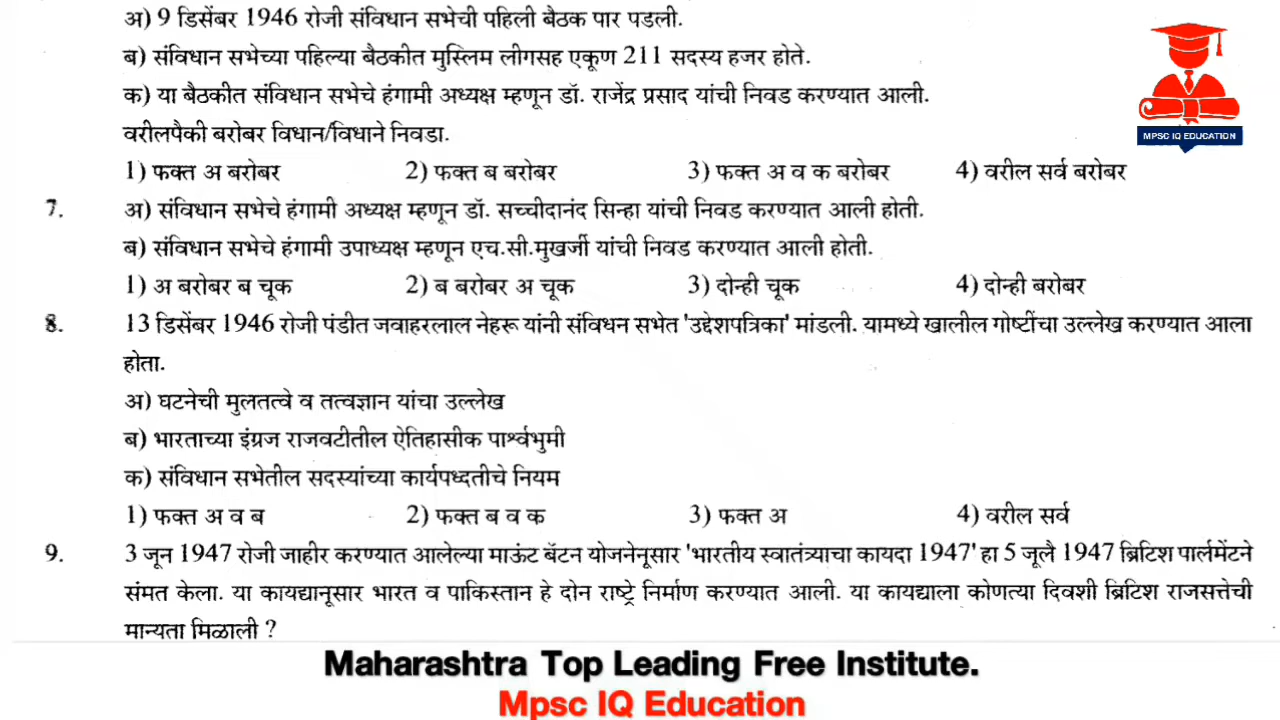 अ) 9 डिसेंबर 1946 रोजी संविधान सभेची पहिली बैठक पार पडली.
ब) संविधान सभेच्या पहिल्या बैठकीत मुस्लिम लीगसह एकूण 211 सदस्य हजर होते.
क) या बैठकीत संविधान सभेचे हंगामी अध्यक्ष म्हणून डॉ. राजेंद्र प्रसाद यांची निवड करण्यात आली.
वरीलपैकी बरोबर विधान/विधाने निवडा.
1) फक्त अ बरोबर 2) फक्त ब बरोबर 3) फक्त अ व क बरोबर 4) वरील सर्व बरोबर
MPSC IQ EDUCATION
7. अ) संविधान सभेचे हंगामी अध्यक्ष म्हणून डॉ. सच्चीदानंद सिन्हा यांची निवड करण्यात आली होती.
ब) संविधान सभेचे हंगामी उपाध्यक्ष म्हणून एच.सी.मुखर्जी यांची निवड करण्यात आली होती.
1) अ बरोबर ब चूक 2) ब बरोबर अ चूक 3) दोन्ही चूक 4) दोन्ही बरोबर
8. 13 डिसेंबर 1946 रोजी पंडीत जवाहरलाल नेहरू यांनी संविधन सभेत 'उद्देशपत्रिका' मांडली. यामध्ये खालील गोष्टींचा उल्लेख करण्यात आला
होता.
अ) घटनेची मुलतत्वे व तत्वज्ञान यांचा उल्लेख
ब) भारताच्या इंग्रज राजवटीतील ऐतिहासीक पार्श्वभुमी
क) संविधान सभेतील सदस्यांच्या कार्यपध्दतीचे नियम
1) फक्त अ व ब 2) फक्त ब व क 3) फक्त अ 4) वरील सर्व
9. 3 जून 1947 रोजी जाहीर करण्यात आलेल्या माऊंट बॅटन योजनेनूसार 'भारतीय स्वातंत्र्याचा कायदा 1947' हा 5 जूलै 1947 ब्रिटिश पार्लमेंटने
संमत केला. या कायद्यानूसार भारत व पाकिस्तान हे दोन राष्ट्रे निर्माण करण्यात आली. या कायद्याला कोणत्या दिवशी ब्रिटिश राजसत्तेची
मान्यता मिळाली ?
Maharashtra Top Leading Free Institute.
Mpsc IQ Education